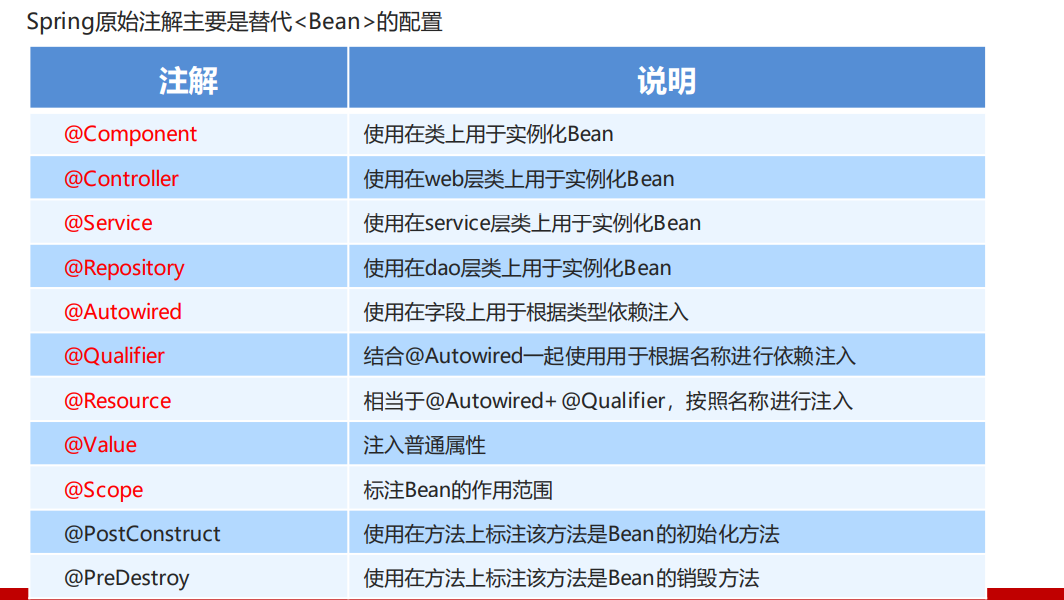 Spring原始注解主要是替代<Bean>的配置
注解 说明
@Component 使用在类上用于实例化Bean
@Controller 使用在web层类上用于实例化Bean
@Service 使用在service层类上用于实例化Bean
@Repository 使用在dao层类上用于实例化Bean
@Autowired 使用在字段上用于根据类型依赖注入
@Qualifier 结合@Autowired一起使用用于根据名称进行依赖注入
@Resource 相当于@Autowired+@Qualifier，按照名称进行注入
@Value 注入普通属性
@Scope 标注Bean的作用范围
@PostConstruct 使用在方法上标注该方法是Bean的初始化方法
@PreDestroy 使用在方法上标注该方法是Bean的销毁方法